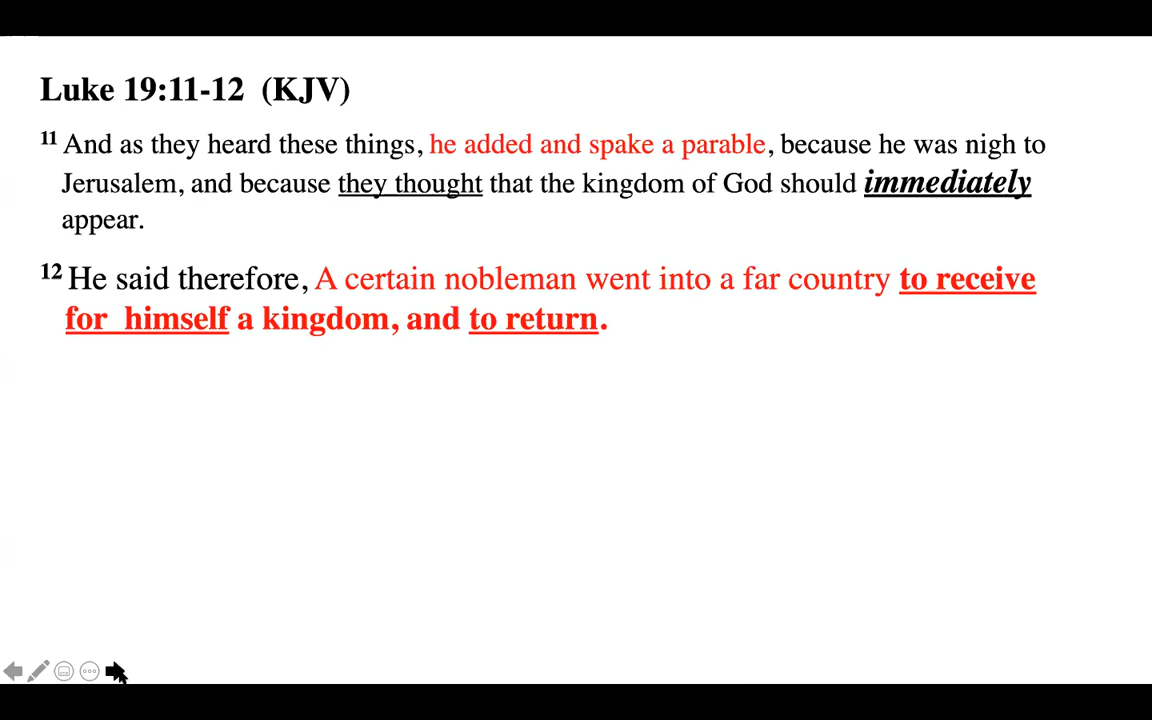 Luke 19:11-12 (KJV)
11 And as they heard these things, he added and spake a parable, because he was nigh to
Jerusalem, and because they thought that the kingdom of God should immediately
appear.
12 He said therefore, A certain nobleman went into a far country to receive
for himself a kingdom, and to return.